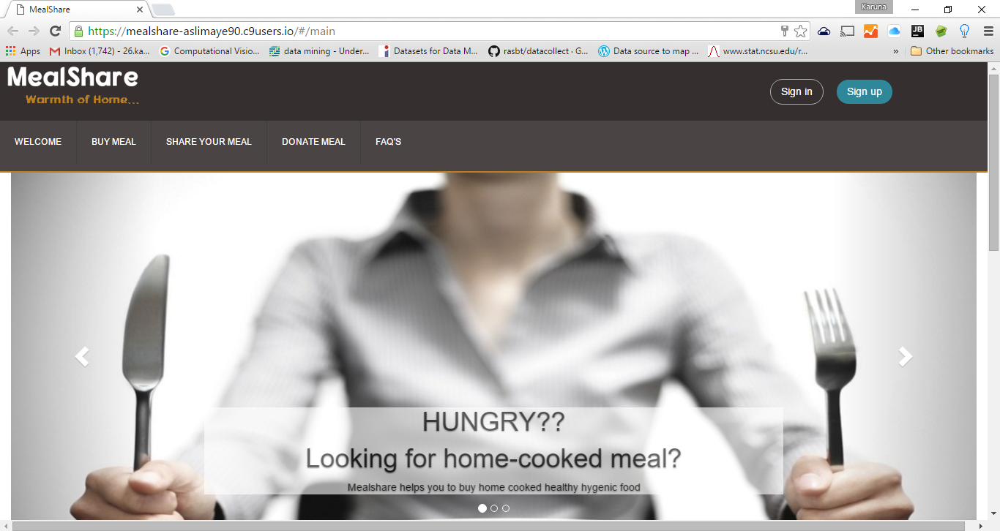 MealShare
Karuna
https://mealshare-aslimaye90.c9users.io/#/main
Apps
Inbox (1,742) - 26.ka...
Computational Visio...
data mining - Under...
Datasets for Data M...
rasbt/datacollect · G...
Data source to map ...
www.stat.ncsu.edu/r...
»
Other bookmarks
JB
MealShare
Warmth of Home...
Sign in
Sign up
WELCOME
BUY MEAL
SHARE YOUR MEAL
DONATE MEAL
FAQ'S
HUNGRY??
Looking for home-cooked meal?
Mealshare helps you to buy home cooked healthy hygenic food